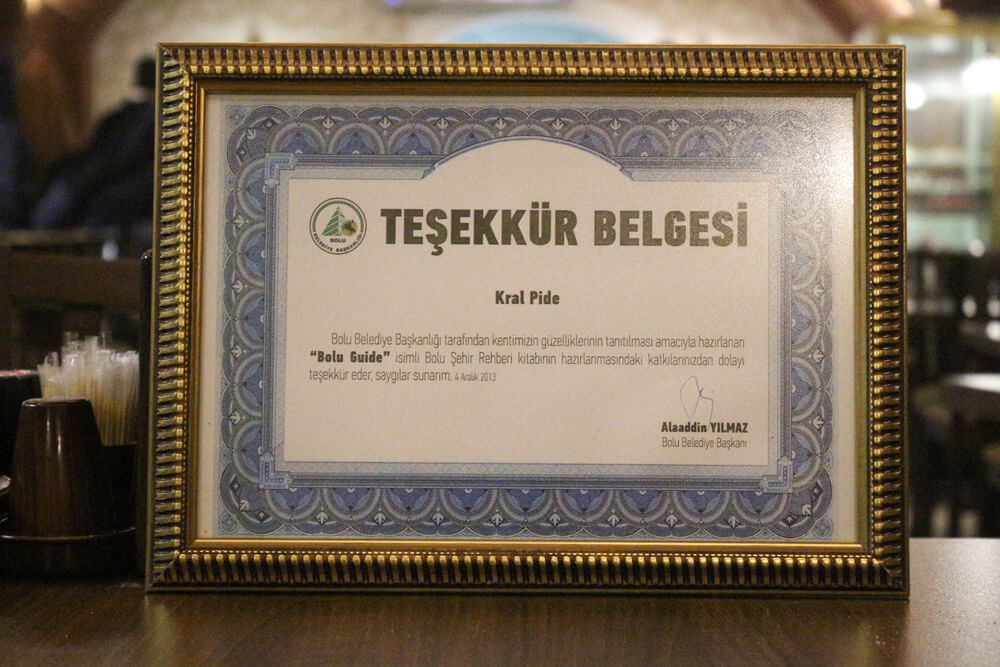 TEŞEKKÜR BELGESİ
BOLU
BELEDİYE BAŞKANLIĞI
Kral Pide
Bolu Belediye Başkanlığı tarafından kentimizin güzelliklerinin tanıtılması amacıyla hazırlanan
“Bolu Guide” isimli Bolu Şehir Rehberi kitabının hazırlanmasındaki katkılarınızdan dolayı
teşekkür eder, saygılar sunarım. 4 Aralık 2013
Alaaddin YILMAZ
Bolu Belediye Başkanı